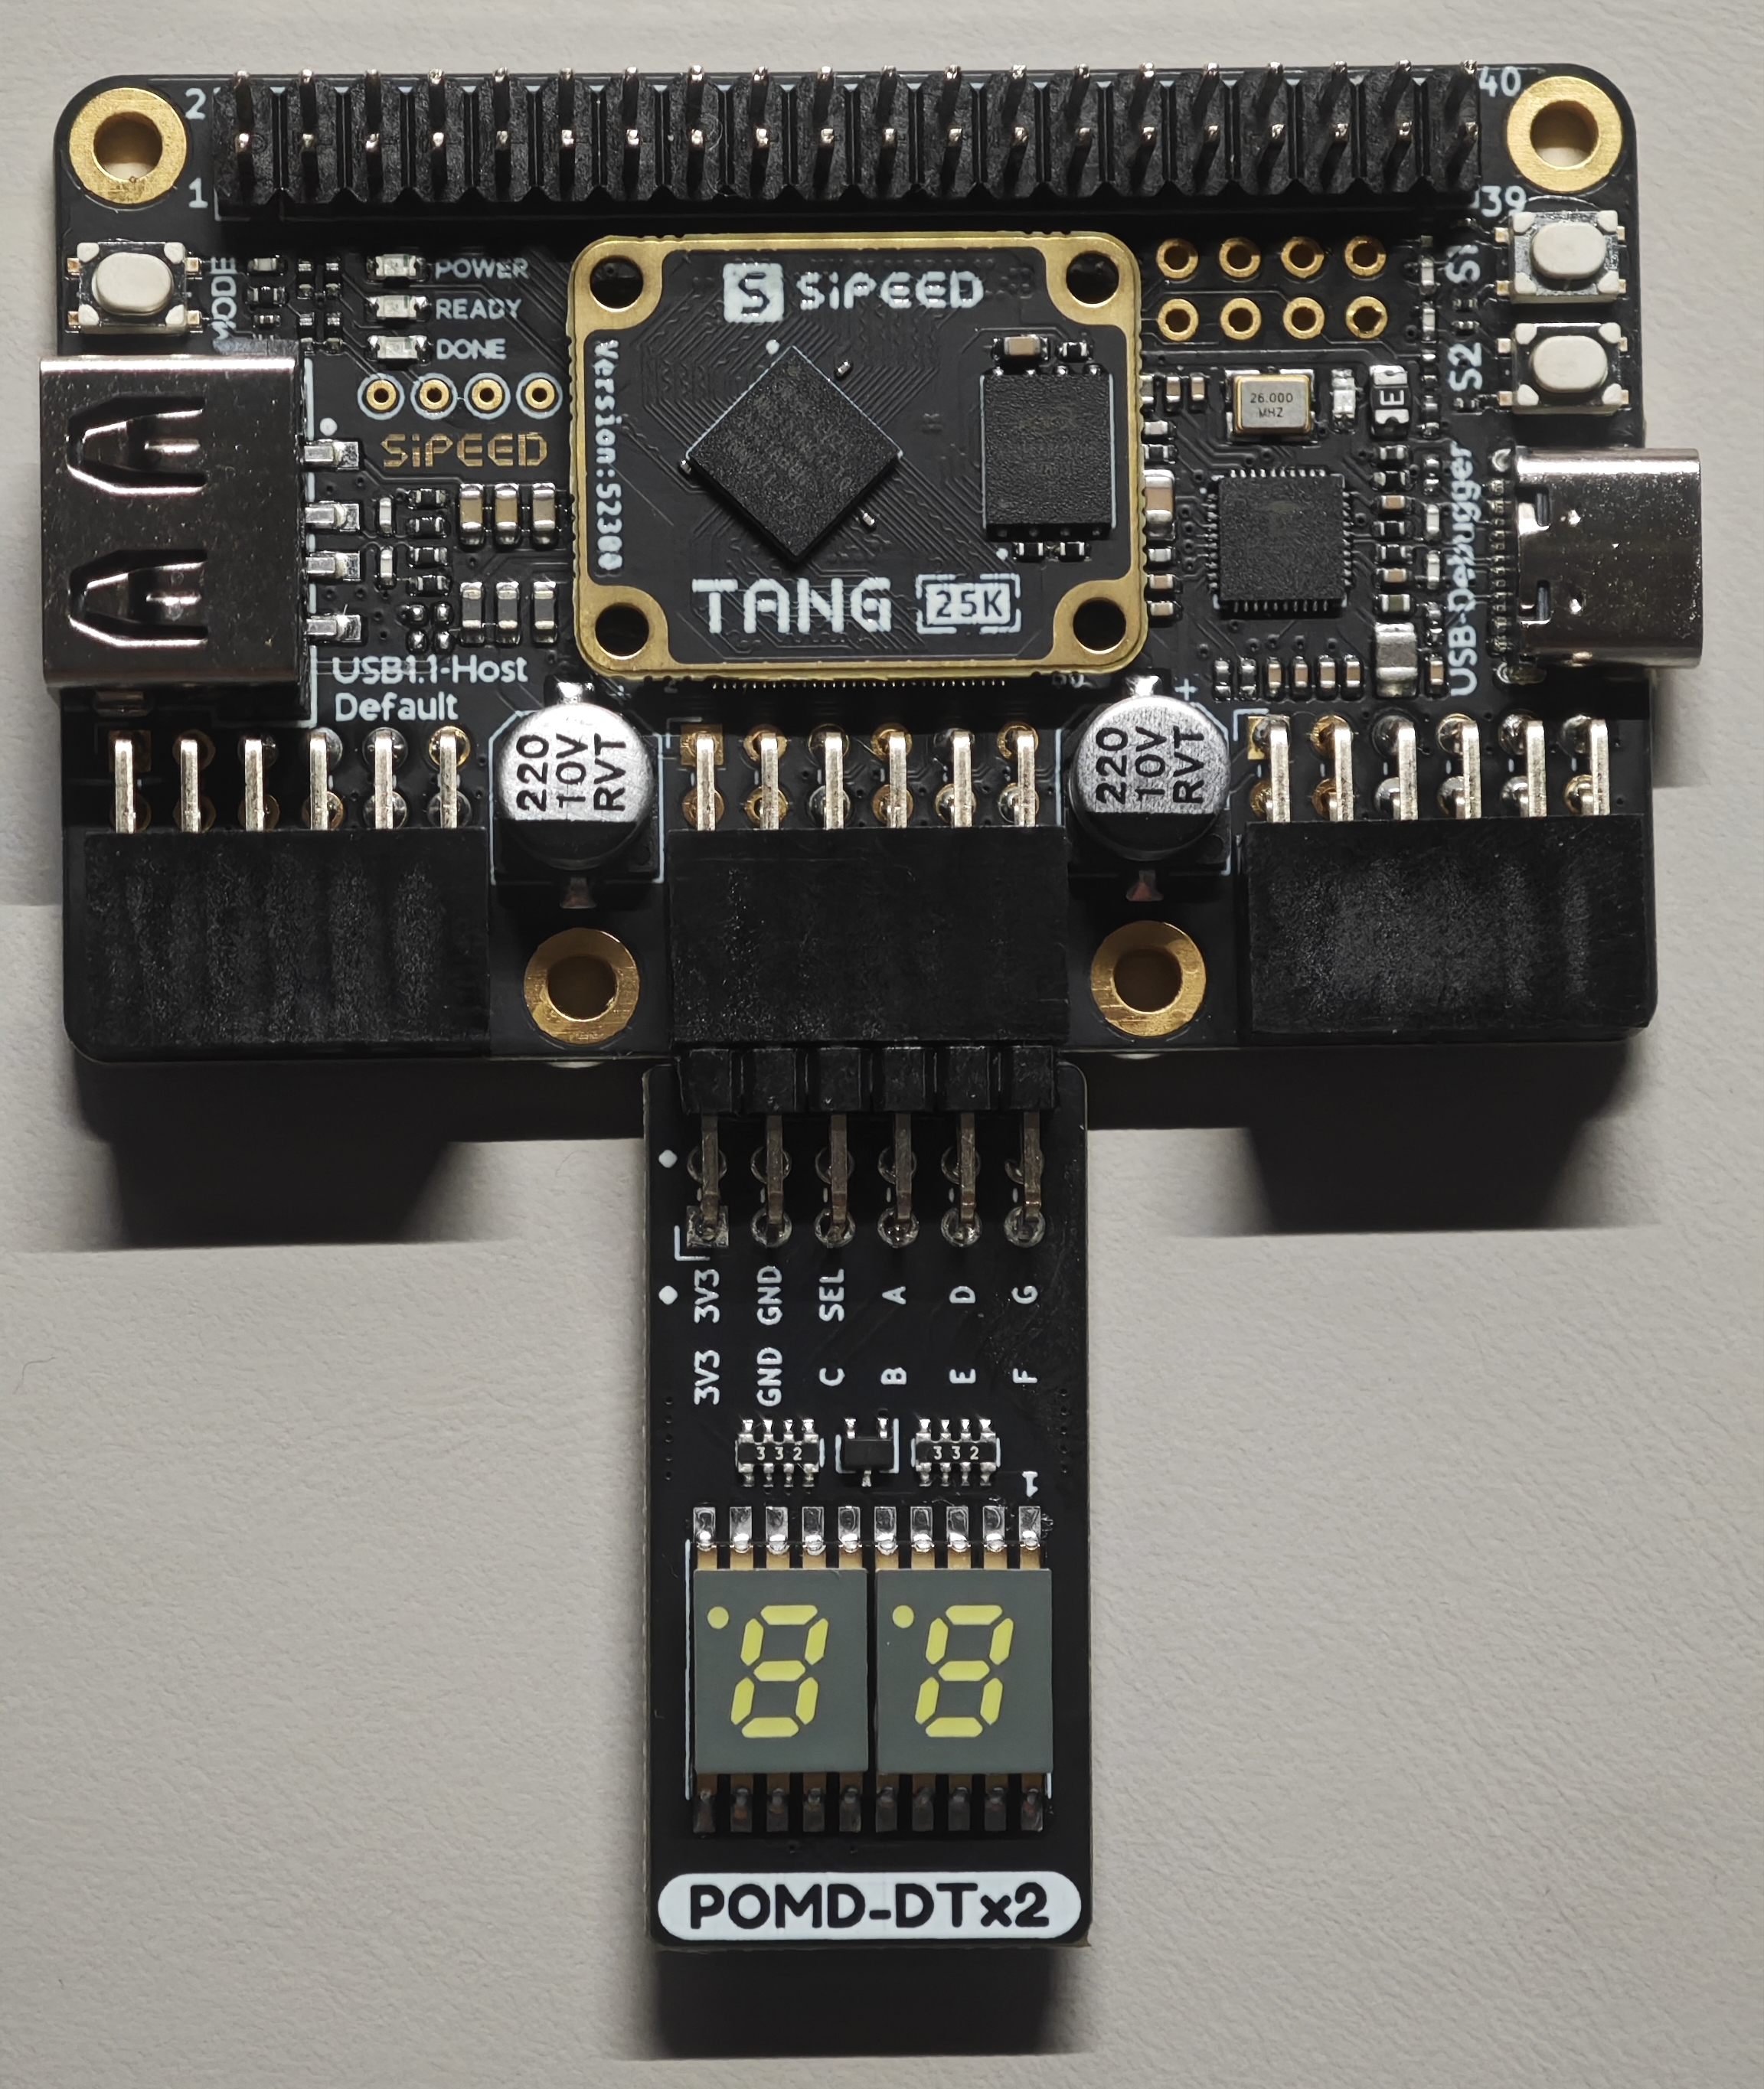 2
40
1
39
MODE
POWER
READY
DONE
SiPEED
S1
S2
SiPEED
Version:52300
26.000
MHZ
TANG 25K
USB1.1-Host
Default
USB-Debugger
220
10V
RVT
+
220
10V
RVT
3V3 GND SEL A D G
3V3 GND C B E F
332
332
1
POMD-DTx2